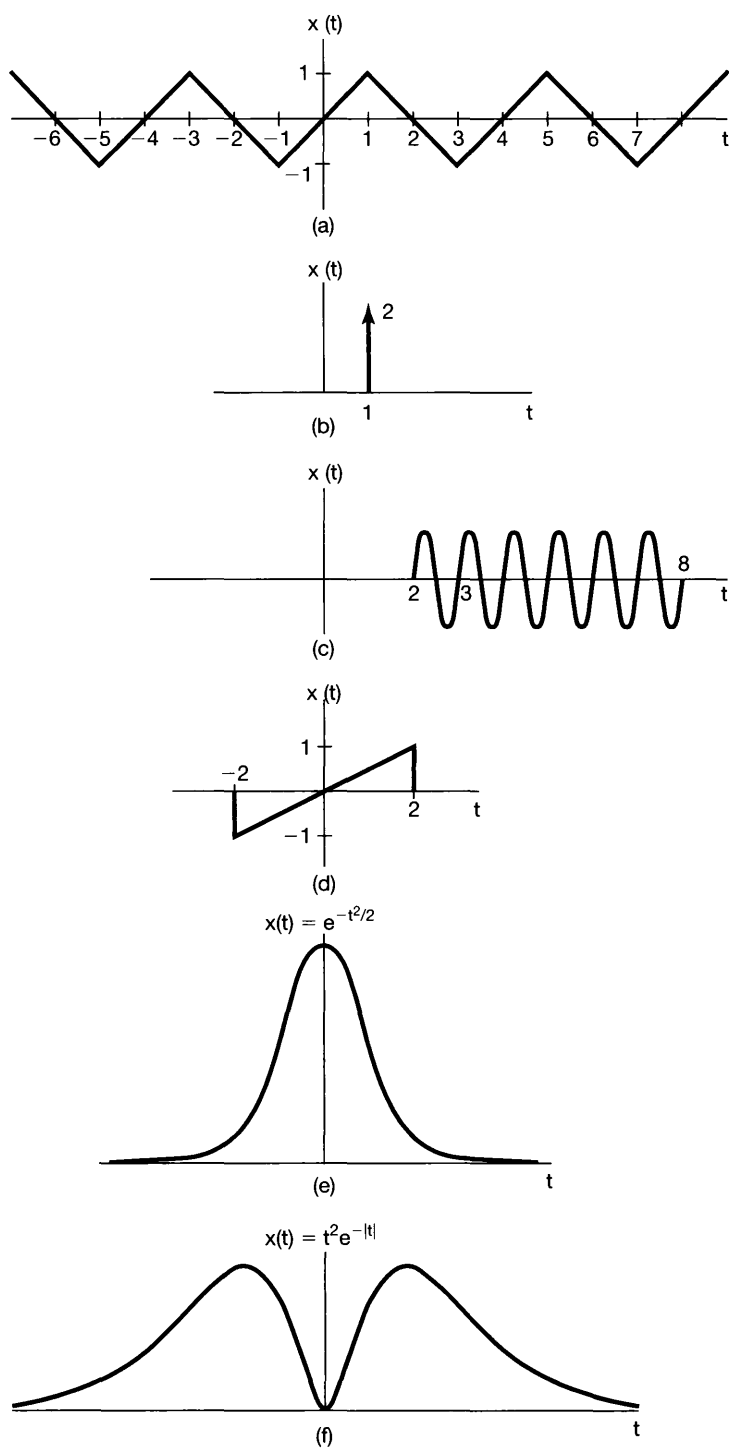 x (t)
1
−6 −5 −4 −3 −2 −1 1 2 3 4 5 6 7 t
−1
(a)
x (t)
2
1 t
(b)
x (t)
8
2 3 t
(c)
x (t)
1
−2
2 t
−1
(d)
x(t) = e^{−t²/2}
(e) t
x(t) = t²e^{−|t|}
t
(f)